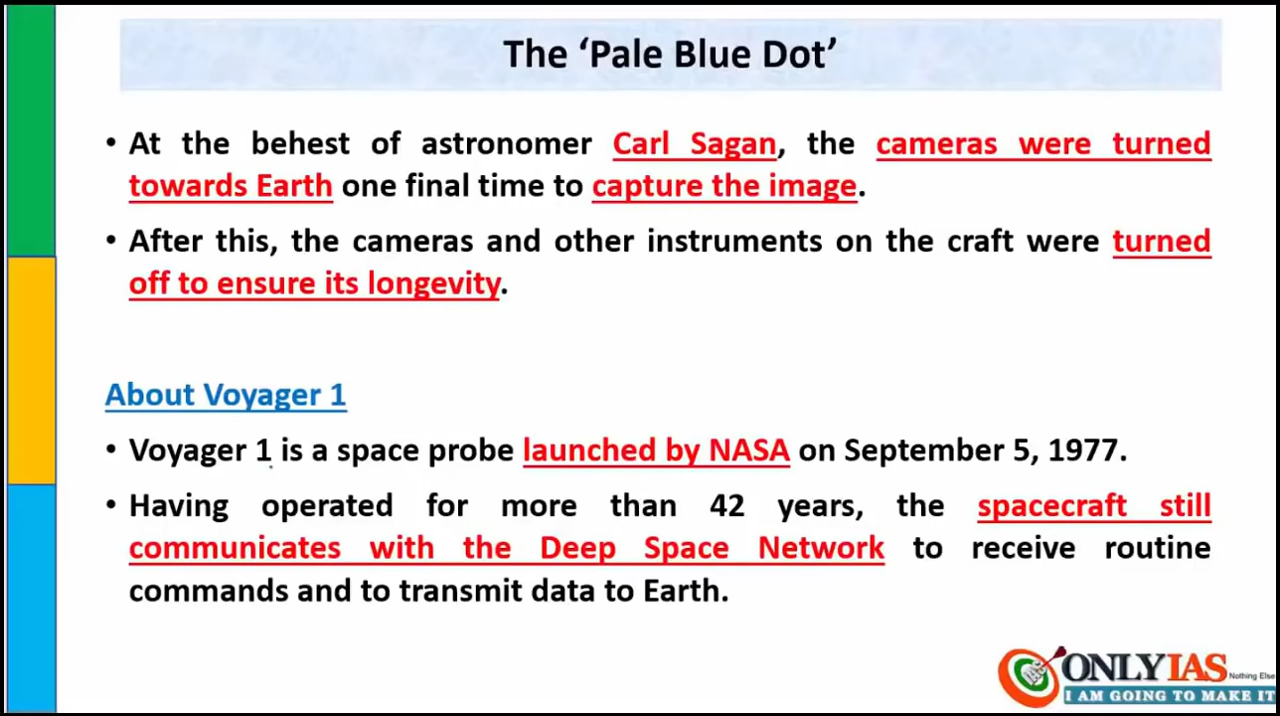 The ‘Pale Blue Dot’
• At the behest of astronomer Carl Sagan, the cameras were turned
towards Earth one final time to capture the image.
• After this, the cameras and other instruments on the craft were turned
off to ensure its longevity.
About Voyager 1
• Voyager 1 is a space probe launched by NASA on September 5, 1977.
• Having operated for more than 42 years, the spacecraft still
communicates with the Deep Space Network to receive routine
commands and to transmit data to Earth.
ONLYIAS
Nothing Else
I AM GOING TO MAKE IT